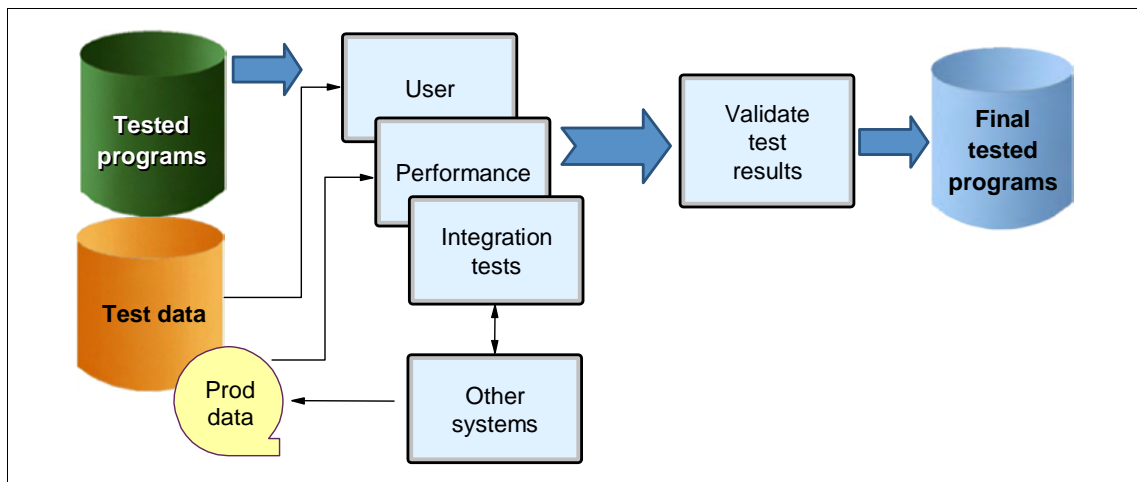 Tested
programs
User
Performance
Integration
tests
Validate
test
results
Final
tested
programs
Test data
Prod
data
Other
systems